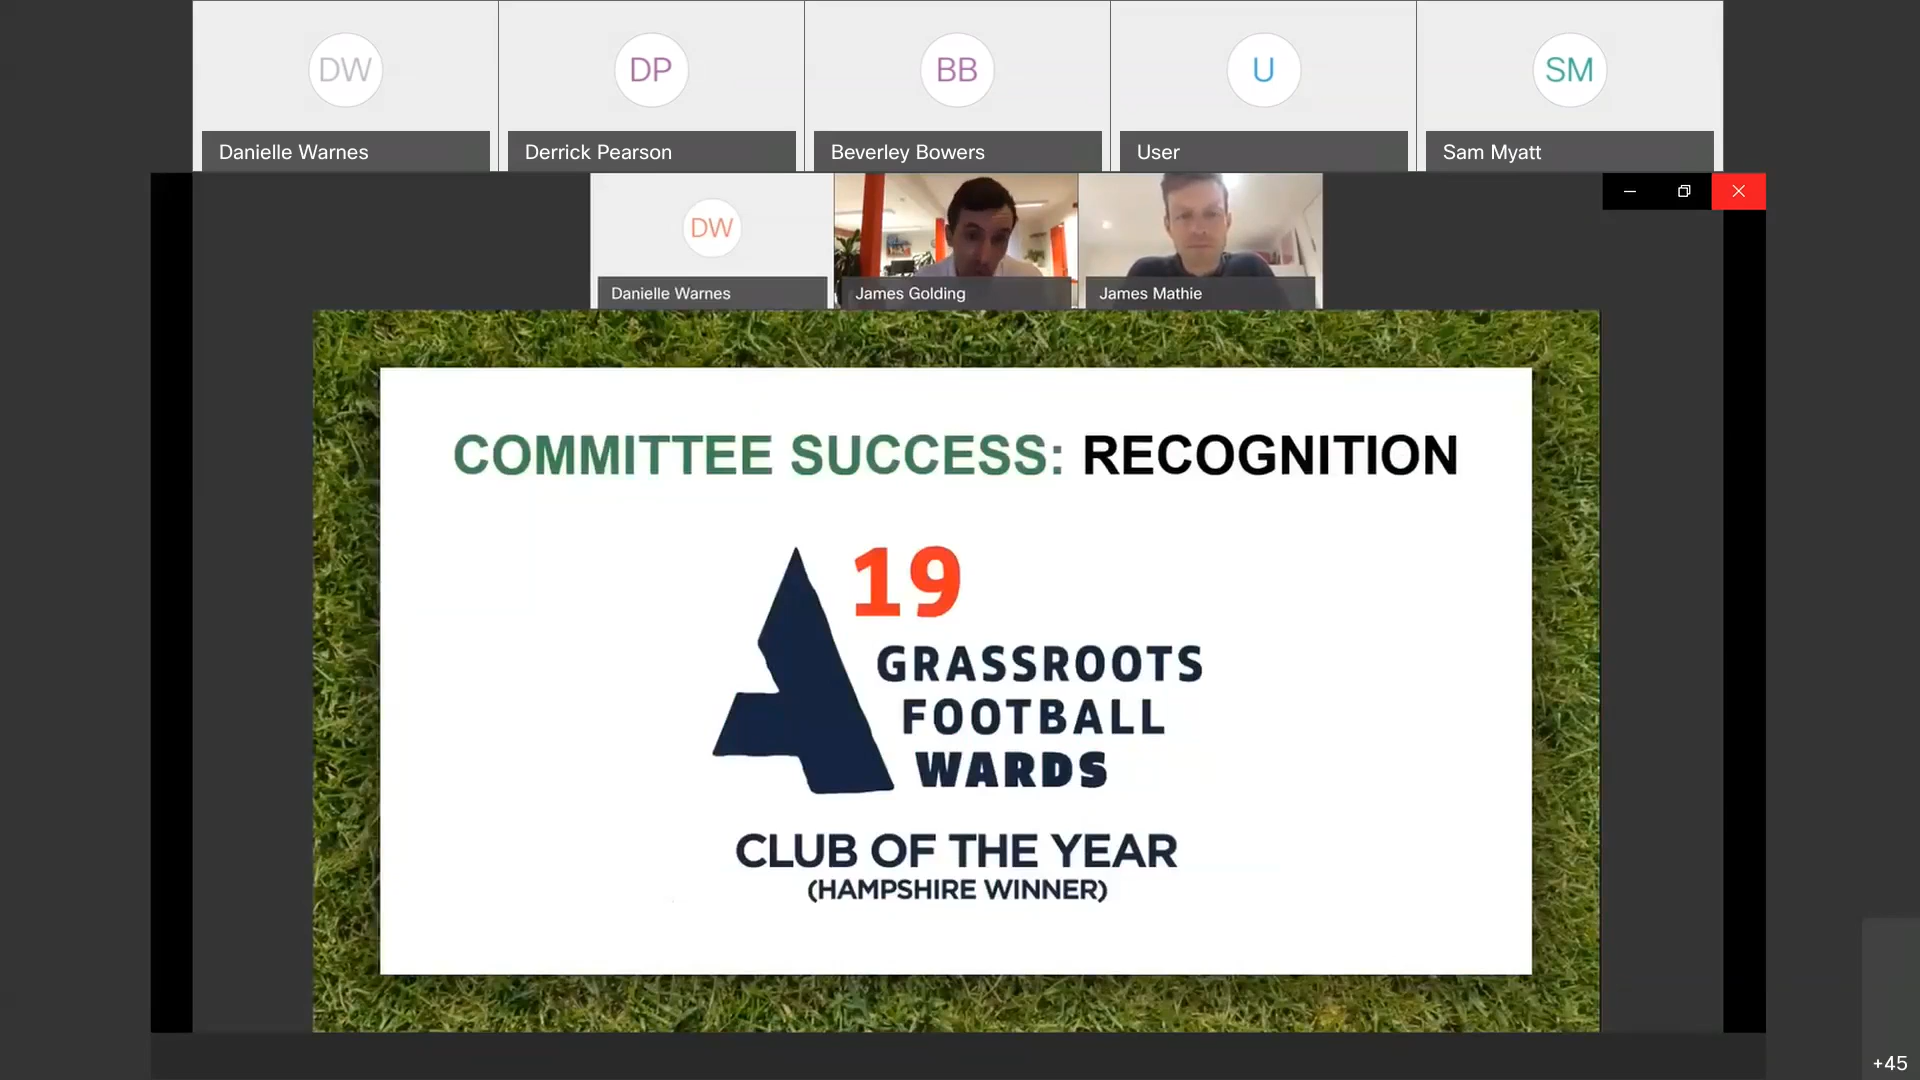 DW
DP
BB
U
SM
Danielle Warnes
Derrick Pearson
Beverley Bowers
User
Sam Myatt
DW
Danielle Warnes
James Golding
James Mathie
COMMITTEE SUCCESS: RECOGNITION
19
GRASSROOTS
FOOTBALL
WARDS
CLUB OF THE YEAR
(HAMPSHIRE WINNER)
+45